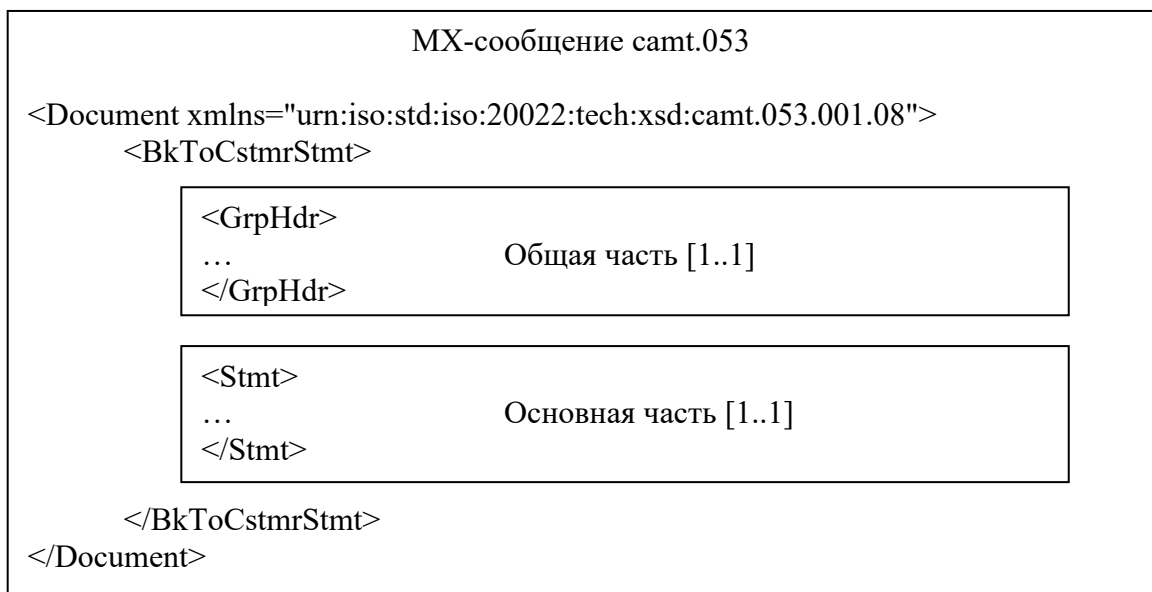 МХ-сообщение camt.053
<Document xmlns="urn:iso:std:iso:20022:tech:xsd:camt.053.001.08">
<BkToCstmrStmt>
<GrpHdr>
… Общая часть [1..1]
</GrpHdr>
<Stmt>
… Основная часть [1..1]
</Stmt>
</BkToCstmrStmt>
</Document>